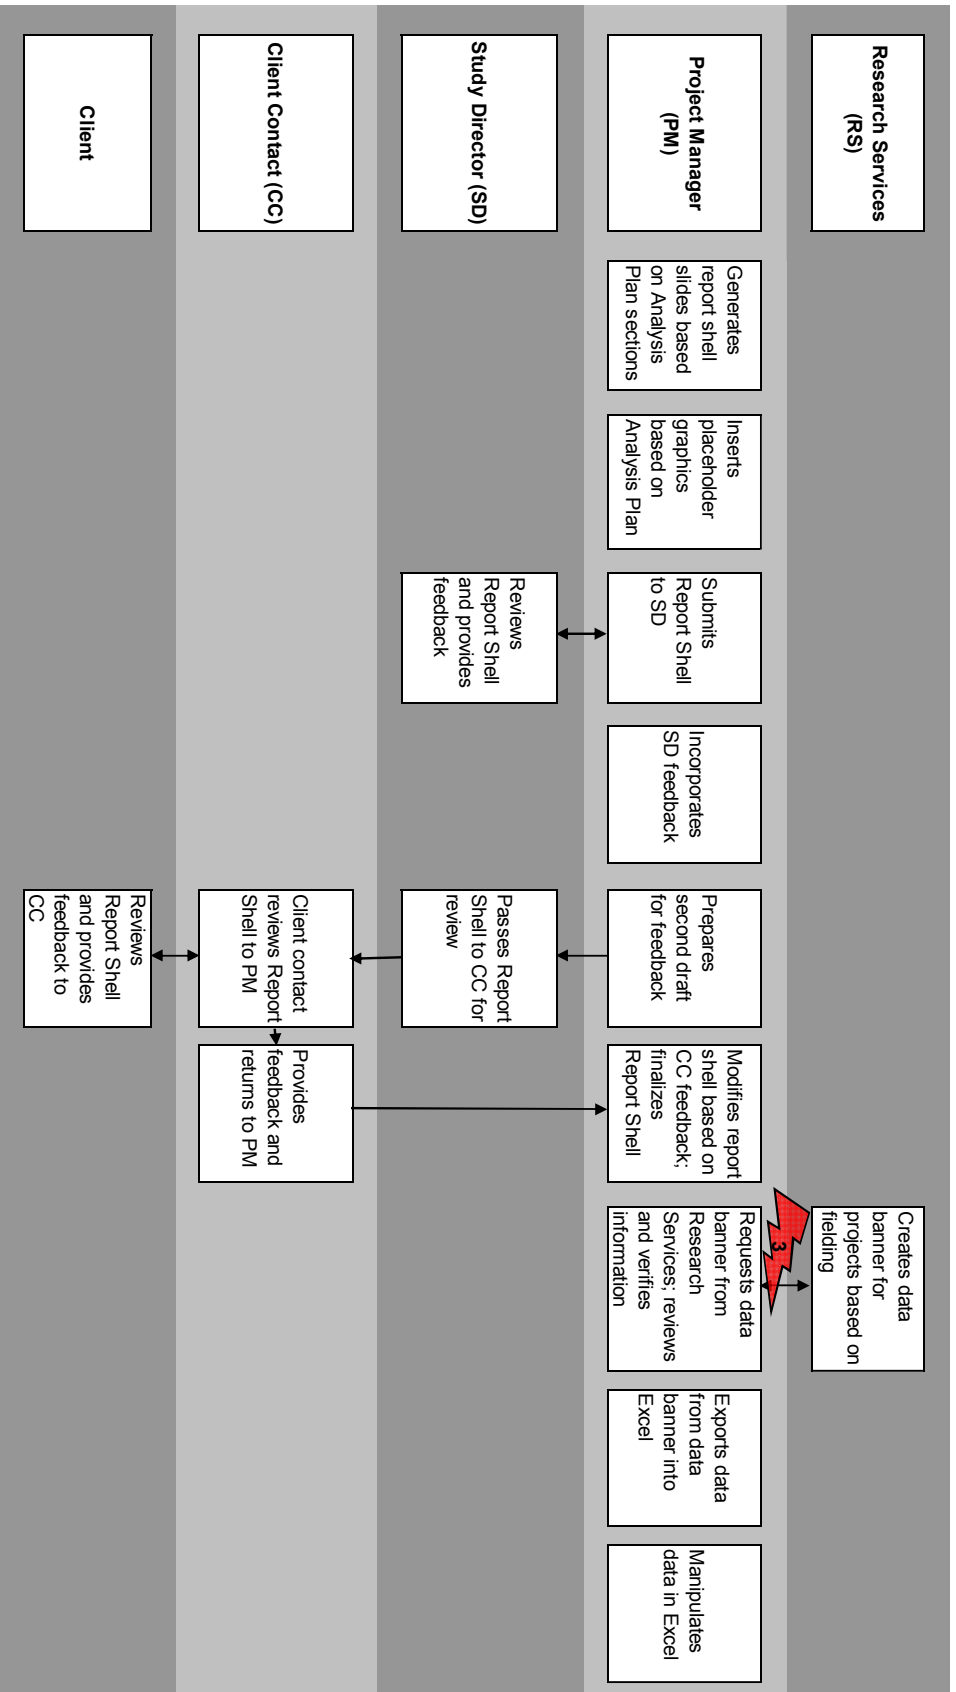 Research Services
(RS)
Creates data
banner for
projects based on
fielding
Project Manager
(PM)
Generates
report shell
slides based
on Analysis
Plan sections
Inserts
placeholder
graphics
based on
Analysis Plan
Submits
Report Shell
to SD
Incorporates
SD feedback
Prepares
second draft
for feedback
Modifies report
shell based on
CC feedback;
finalizes
Report Shell
3
Requests data
banner from
Research
Services; reviews
and verifies
information
Exports data
from data
banner into
Excel
Manipulates
data in Excel
Study Director (SD)
Reviews
Report Shell
and provides
feedback
Passes Report
Shell to CC for
review
Client Contact (CC)
Client contact
reviews Report
Shell to PM
Provides
feedback and
returns to PM
Client
Reviews
Report Shell
and provides
feedback to
CC